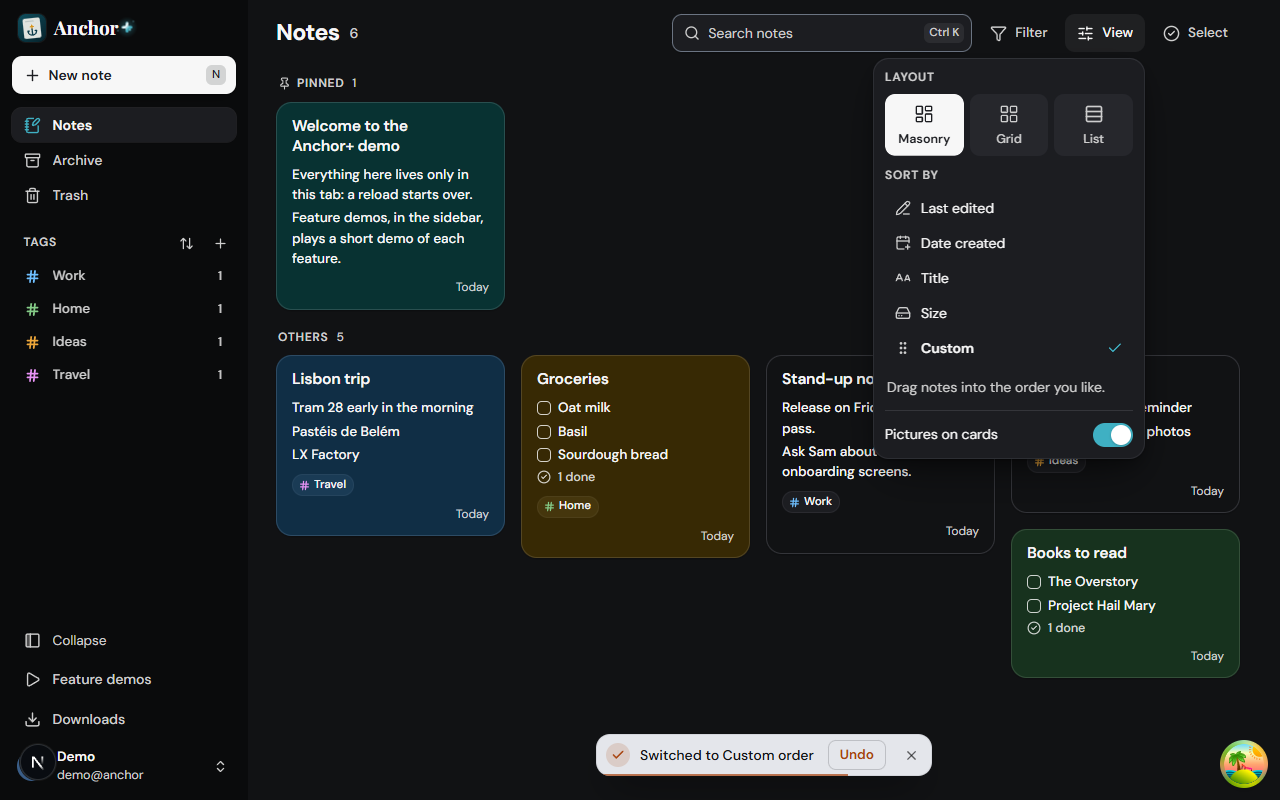 Anchor+
New note
N
Notes
Archive
Trash
TAGS
# Work 1
# Home 1
# Ideas 1
# Travel 1
Collapse
Feature demos
Downloads
N
Demo
demo@anchor
Notes 6
Search notes
Ctrl K
Filter
View
Select
PINNED 1
Welcome to the
Anchor+ demo
Everything here lives only in
this tab: a reload starts over.
Feature demos, in the sidebar,
plays a short demo of each
feature.
Today
OTHERS 5
Lisbon trip
Tram 28 early in the morning
Pastéis de Belém
LX Factory
# Travel
Today
Groceries
Oat milk
Basil
Sourdough bread
1 done
# Home
Today
Stand-up
Release on
pass.
Ask Sam about
onboarding screens.
# Work
Today
photos
# Ideas
Today
Books to read
The Overstory
Project Hail Mary
1 done
Today
LAYOUT
Masonry
Grid
List
SORT BY
Last edited
Date created
AA Title
Size
Custom
Drag notes into the order you like.
Pictures on cards
Switched to Custom order
Undo